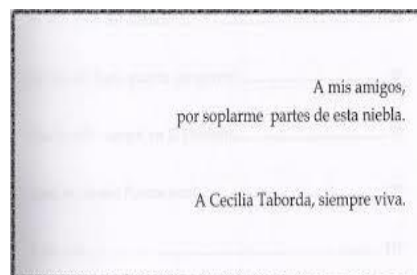 A mis amigos,
por soplarme partes de esta niebla.
A Cecilia Taborda, siempre viva.